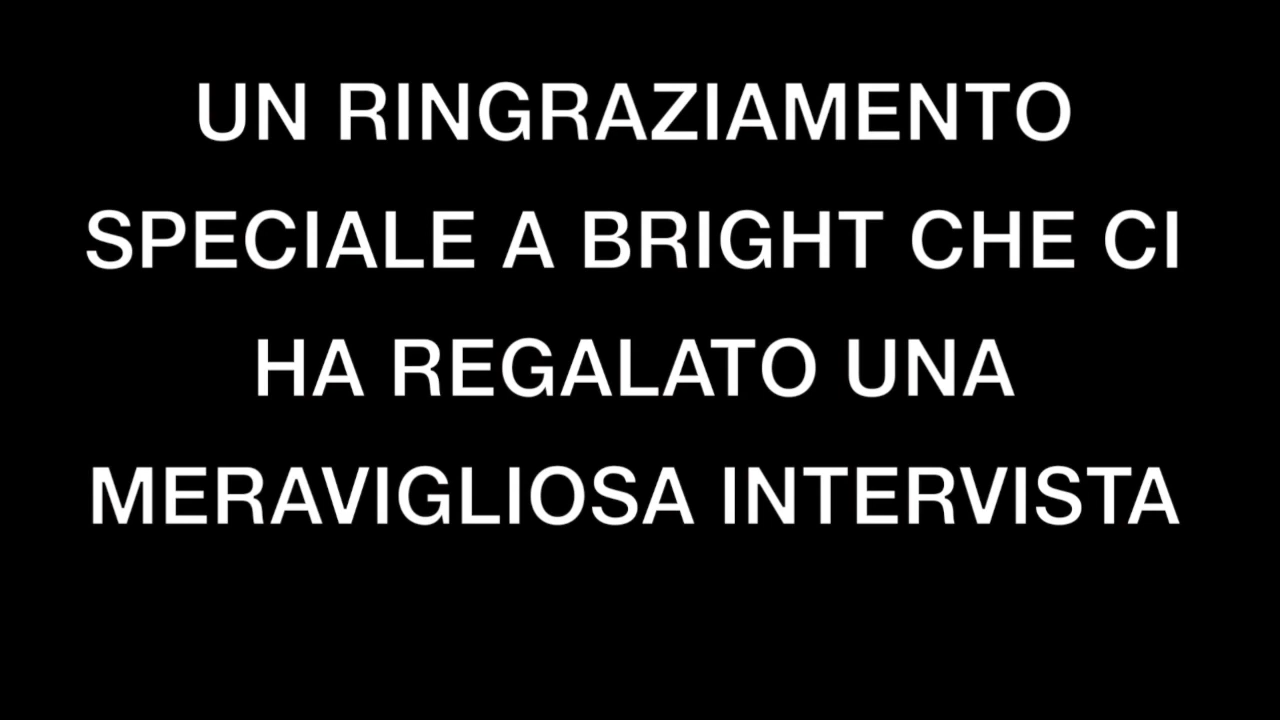 UN RINGRAZIAMENTO
SPECIALE A BRIGHT CHE CI
HA REGALATO UNA
MERAVIGLIOSA INTERVISTA